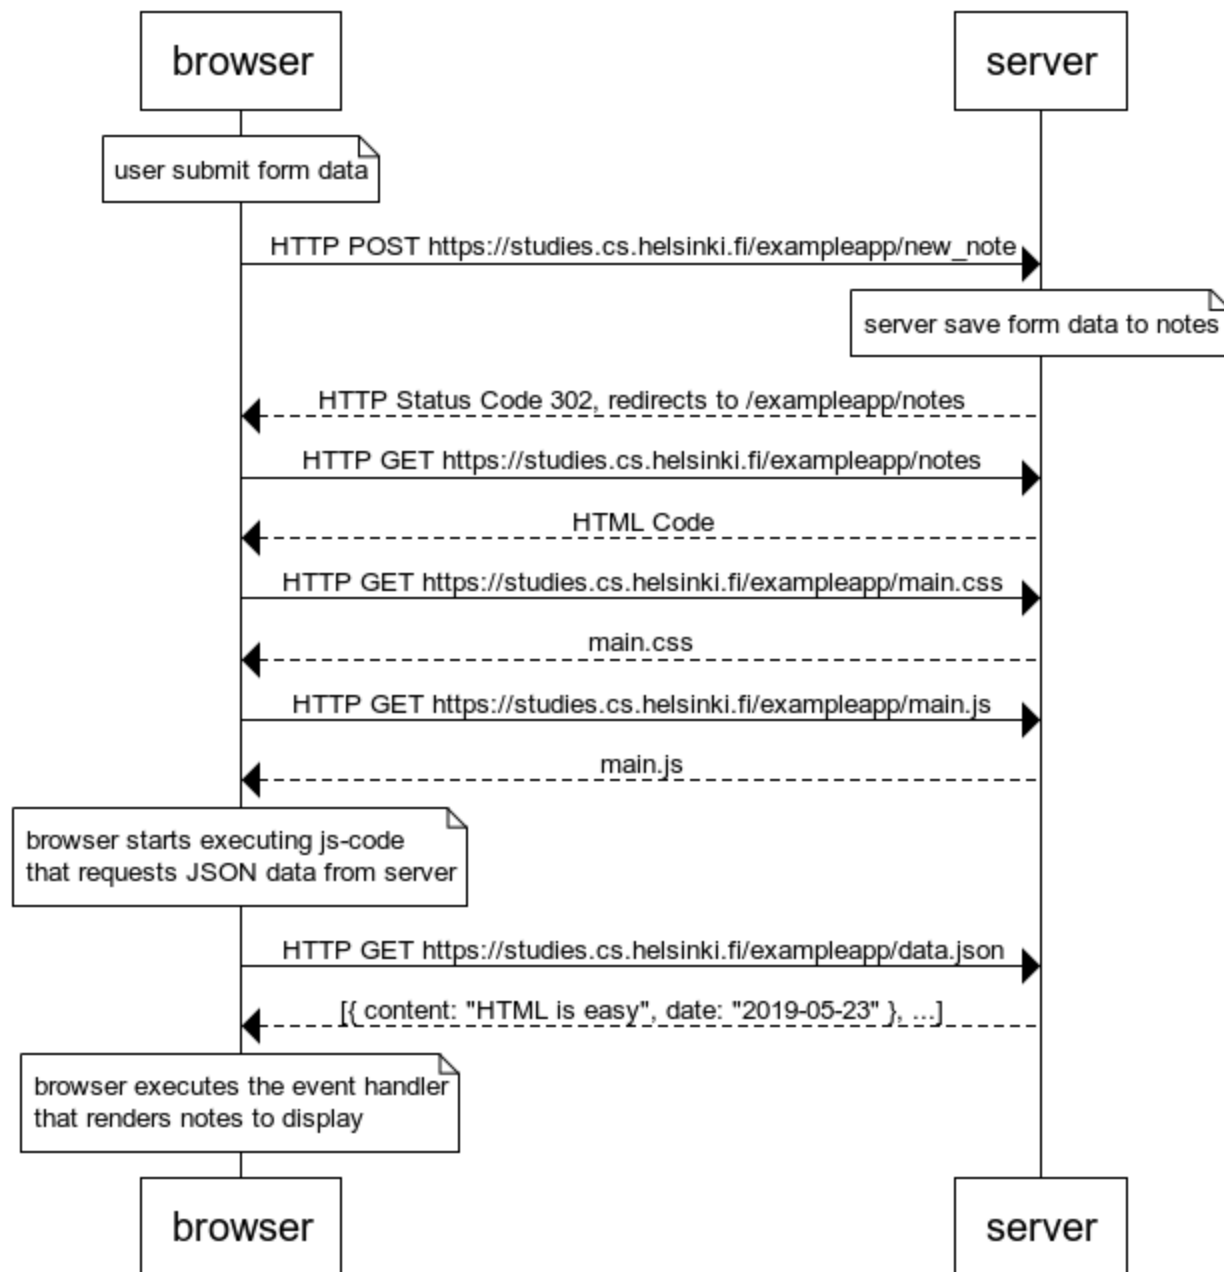 browser
server
user submit form data
HTTP POST https://studies.cs.helsinki.fi/exampleapp/new_note
server save form data to notes
HTTP Status Code 302, redirects to /exampleapp/notes
HTTP GET https://studies.cs.helsinki.fi/exampleapp/notes
HTML Code
HTTP GET https://studies.cs.helsinki.fi/exampleapp/main.css
main.css
HTTP GET https://studies.cs.helsinki.fi/exampleapp/main.js
main.js
browser starts executing js-code
that requests JSON data from server
HTTP GET https://studies.cs.helsinki.fi/exampleapp/data.json
[{ content: "HTML is easy", date: "2019-05-23" }, ...]
browser executes the event handler
that renders notes to display
browser
server